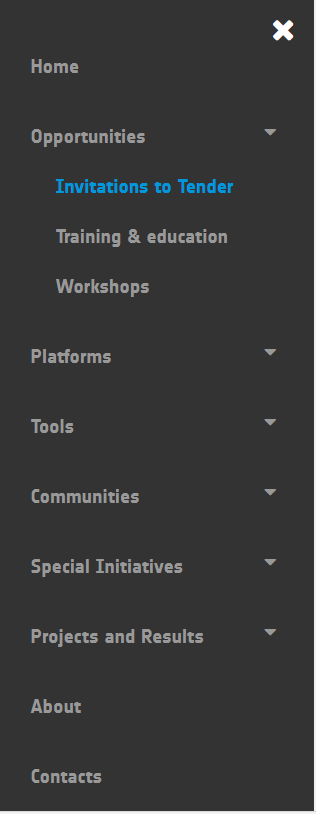 Home
Opportunities
Invitations to Tender
Training & education
Workshops
Platforms
Tools
Communities
Special Initiatives
Projects and Results
About
Contacts